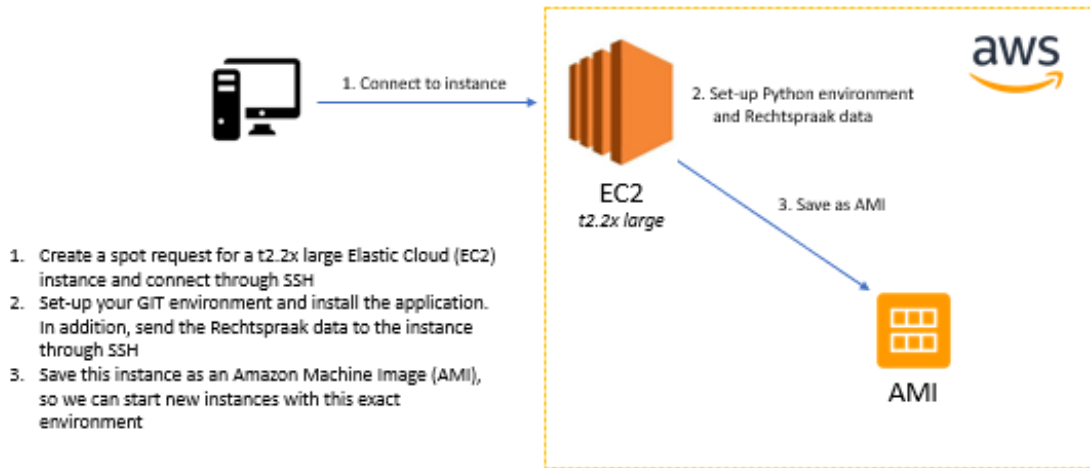 aws
1. Connect to instance
2. Set-up Python environment
and Rechtspraak data
EC2
t2.2x large
3. Save as AMI
AMI
1. Create a spot request for a t2.2x large Elastic Cloud (EC2)
instance and connect through SSH
2. Set-up your GIT environment and install the application.
In addition, send the Rechtspraak data to the instance
through SSH
3. Save this instance as an Amazon Machine Image (AMI),
so we can start new instances with this exact
environment